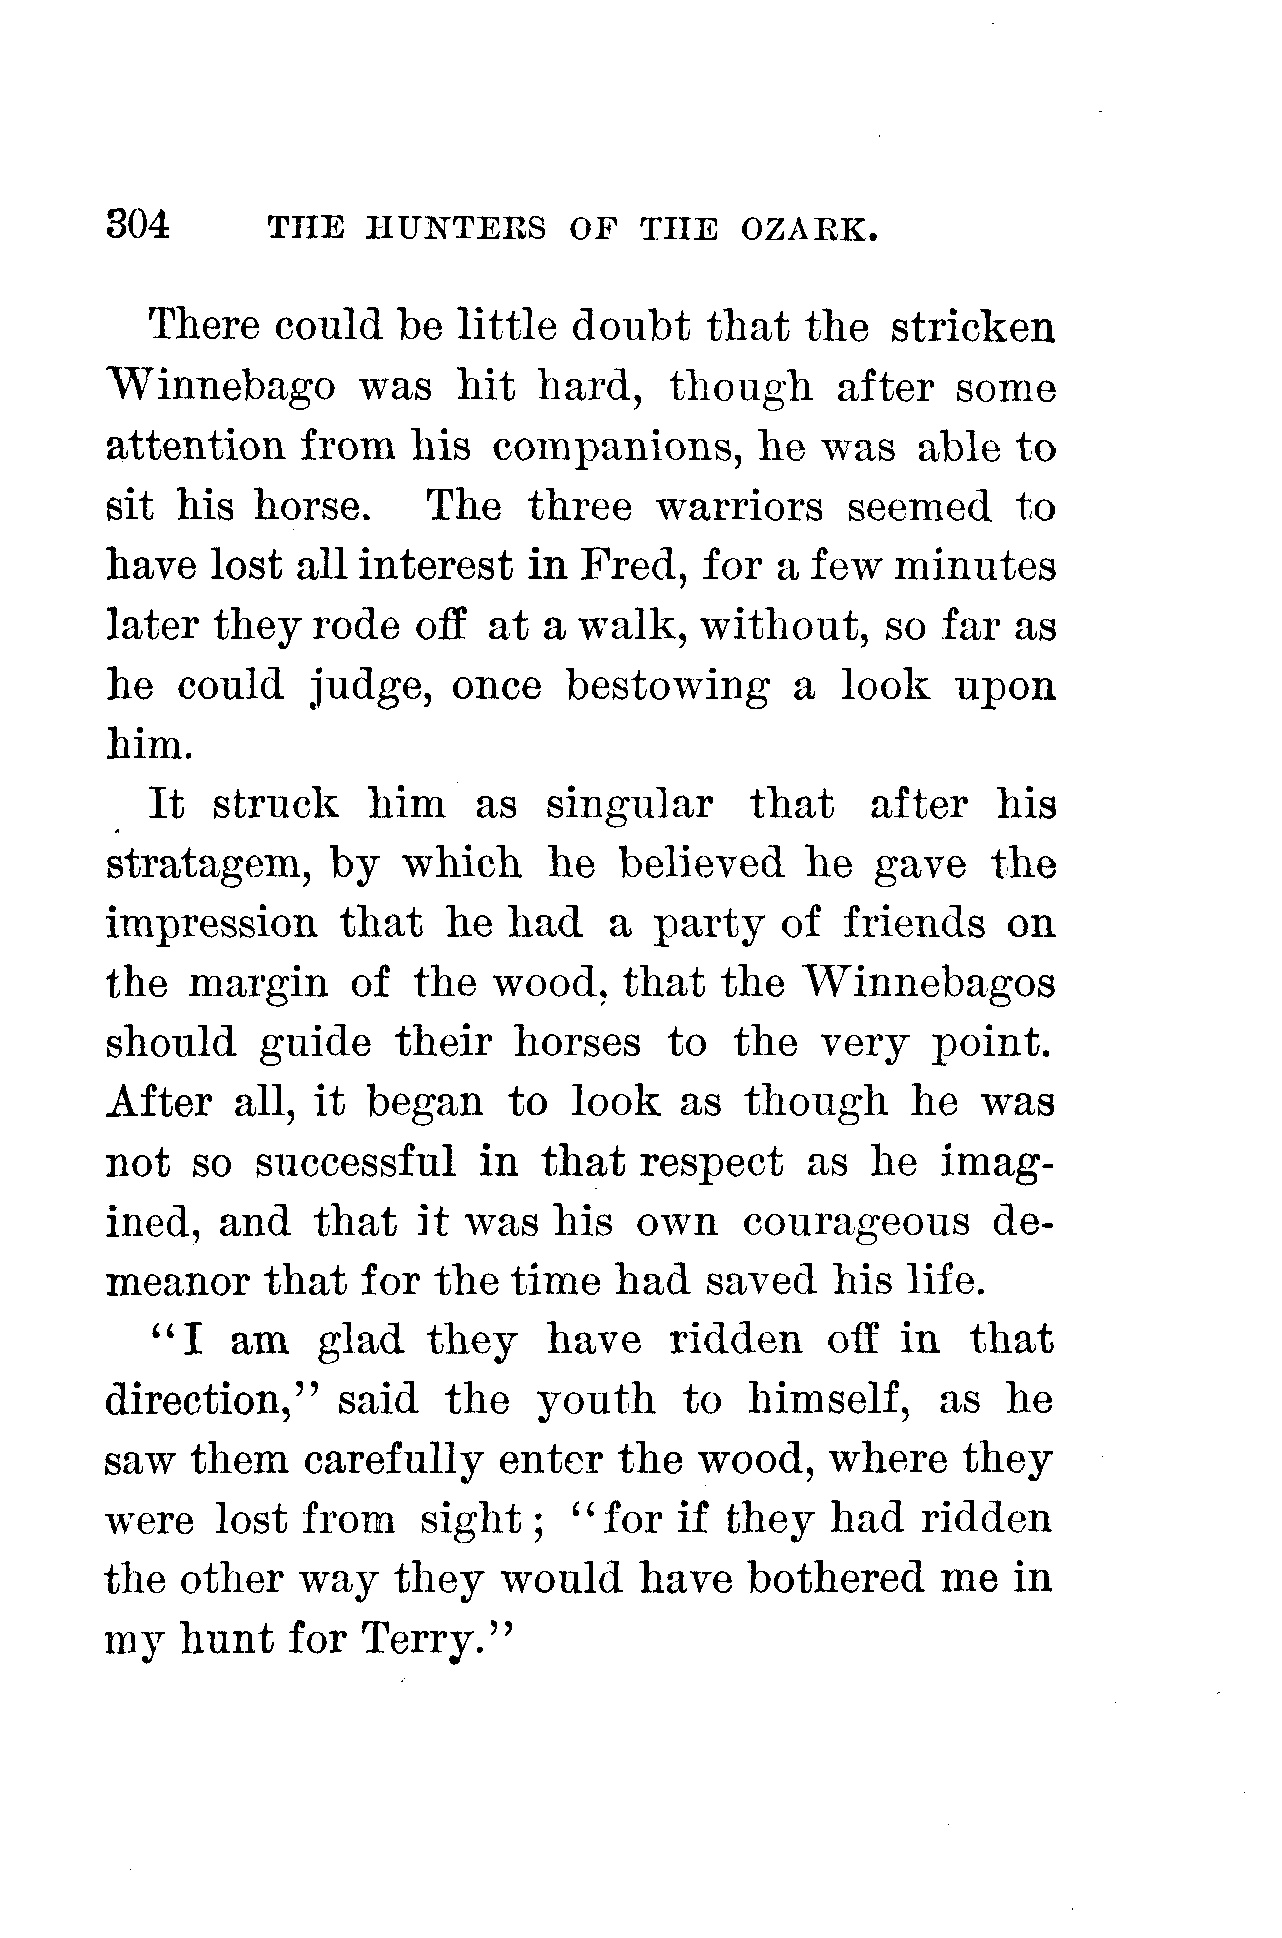 304 THE HUNTERS OF THE OZARK.
There could be little doubt that the stricken
Winnebago was hit hard, though after some
attention from his companions, he was able to
sit his horse. The three warriors seemed to
have lost all interest in Fred, for a few minutes
later they rode off at a walk, without, so far as
he could judge, once bestowing a look upon
him.
It struck him as singular that after his
stratagem, by which he believed he gave the
impression that he had a party of friends on
the margin of the wood, that the Winnebagos
should guide their horses to the very point.
After all, it began to look as though he was
not so successful in that respect as he imag-
ined, and that it was his own courageous de-
meanor that for the time had saved his life.
“I am glad they have ridden off in that
direction,” said the youth to himself, as he
saw them carefully enter the wood, where they
were lost from sight; “for if they had ridden
the other way they would have bothered me in
my hunt for Terry.”